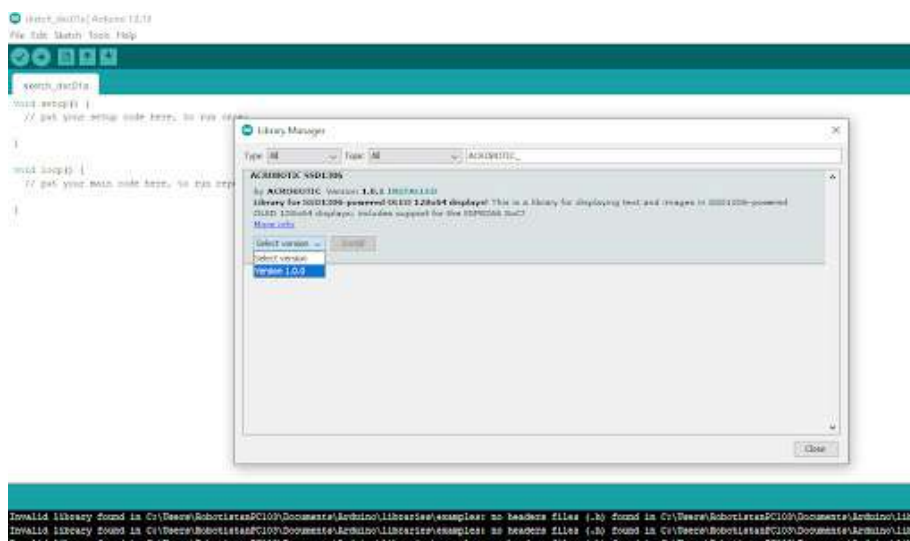 sketch_dec01a | Arduino 1.8.13
File Edit Sketch Tools Help
sketch_dec01a
void setup() {
// put your setup code here, to run
}
void loop() {
// put your main code here, to run
}
Library Manager
Type All Topic All ACROBOTIC_
ACROBOTIC SSD1306
by ACROBOTIC Version 1.0.1 INSTALLED
Library for SSD1306-powered OLED 128x64 displays! This is a library for displaying text and images in SSD1306-powered
OLED 128x64 displays; includes support for the ESP8266 SoC!
More info
Select version Install
Select version
Version 1.0.0
Close
Invalid library found in C:\Users\RobotistanPC103\Documents\Arduino\libraries\examples: no headers files (.h) found in C:\Users\RobotistanPC103\Documents\Arduino\lib
Invalid library found in C:\Users\RobotistanPC103\Documents\Arduino\libraries\examples: no headers files (.h) found in C:\Users\RobotistanPC103\Documents\Arduino\lib